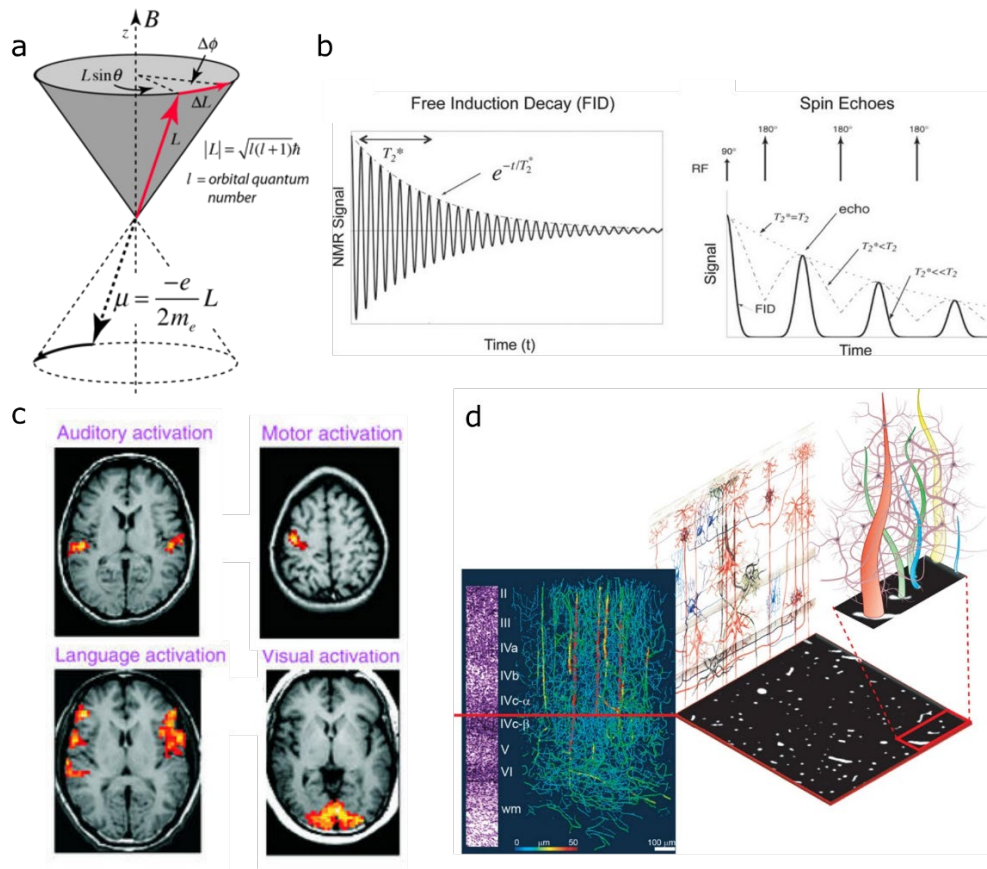 a
z
B
Δϕ
L sinθ
ΔL
L
|L| = √l(l+1)ℏ
l = orbital quantum
number
μ = -e/2mₑ L
b
Free Induction Decay (FID)
T₂*
e^(-t/T₂*)
NMR Signal
Time (t)
Spin Echoes
180°
180°
180°
90°
RF
echo
T₂*=T₂
T₂*<T₂
T₂*<<T₂
FID
Signal
Time
c
Auditory activation
Motor activation
Language activation
Visual activation
d
II
III
IVa
IVb
IVc-α
IVc-β
V
VI
wm
0 μm 50
100 μm